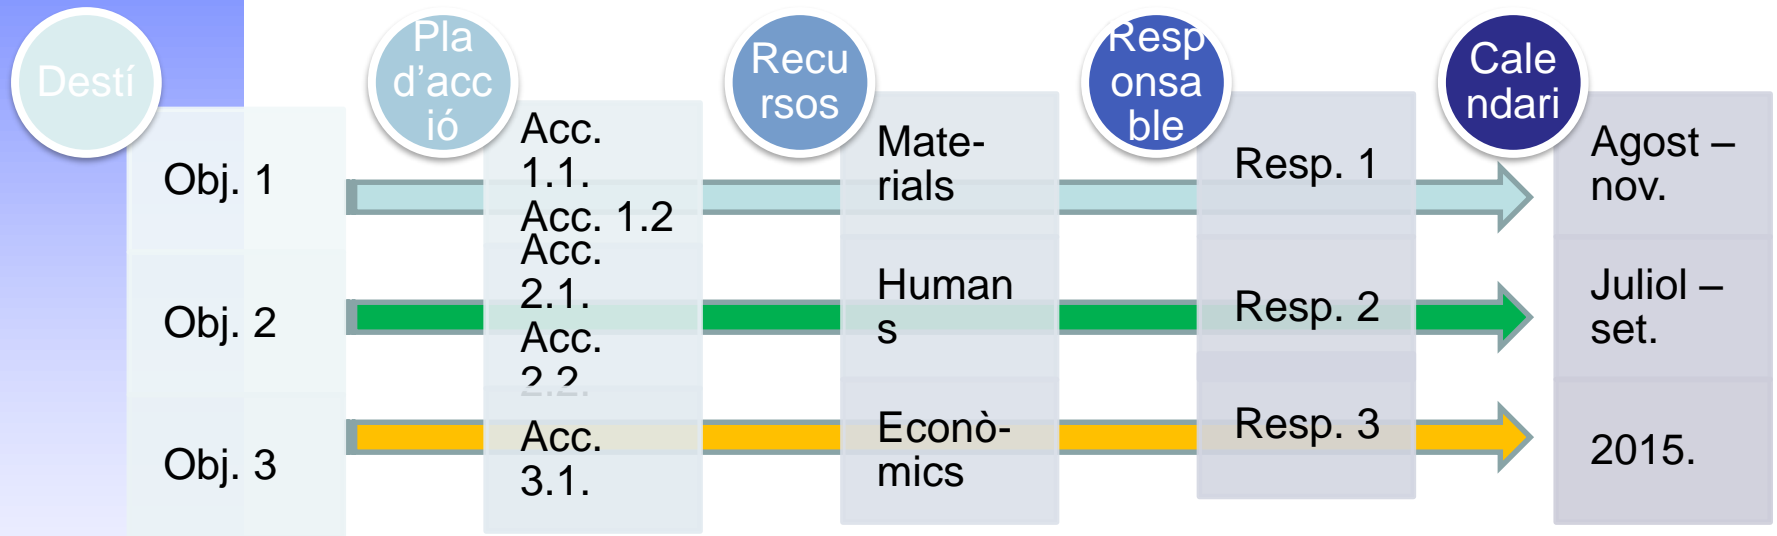 Destí
Obj. 1
Obj. 2
Obj. 3
Pla
d’acc
ió
Acc.
1.1.
Acc. 1.2
Acc.
2.1.
Acc.
2.2.
Acc.
3.1.
Recu
rsos
Mate-
rials
Human
s
Econò-
mics
Resp
onsa
ble
Resp. 1
Resp. 2
Resp. 3
Cale
ndari
Agost –
nov.
Juliol –
set.
2015.